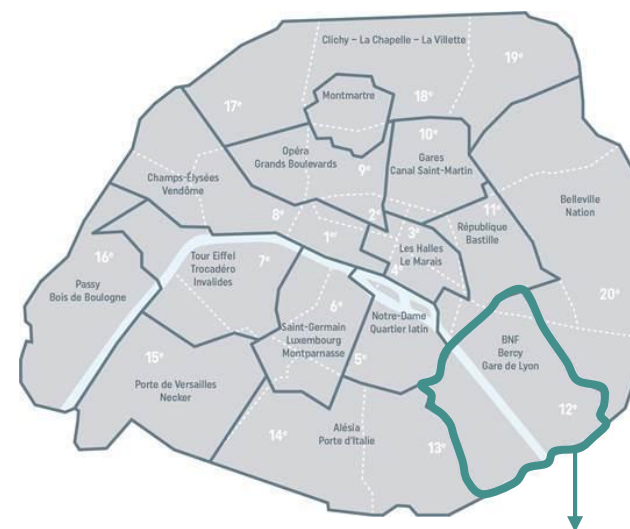 Clichy – La Chapelle – La Villette
19e
17e
Montmartre
18e
10e
Opéra
Grands Boulevards
9e
Gares
Canal Saint-Martin
Champs-Élysées
Vendôme
8e
2e
1er
3e
11e
République
Bastille
Belleville
Nation
20e
16e
Passy
Bois de Boulogne
Tour Eiffel
Trocadéro
Invalides
7e
Les Halles
Le Marais
4e
6e
Saint-Germain
Luxembourg
Montparnasse
Notre-Dame
Quartier latin
5e
BNF
Bercy
Gare de Lyon
12e
15e
Porte de Versailles
Necker
14e
Alésia
Porte d'Italie
13e